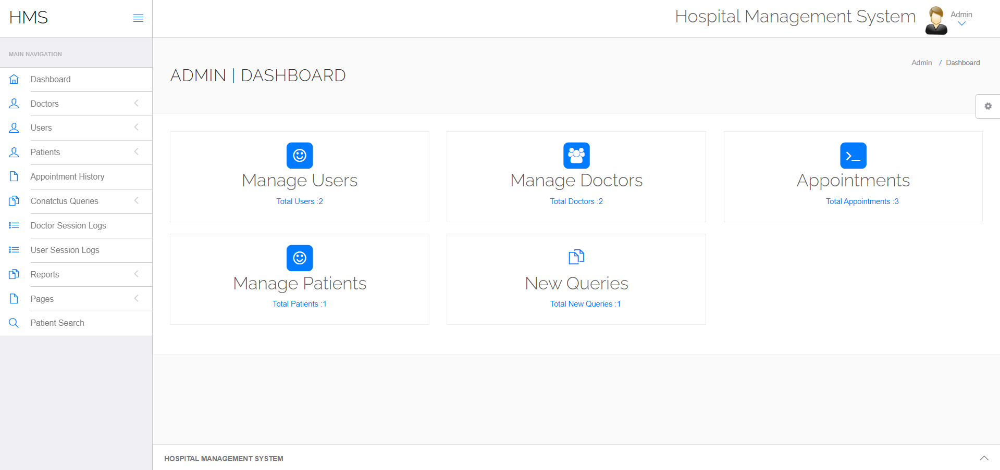 HMS
Hospital Management System
Admin
MAIN NAVIGATION
Dashboard
Doctors
Users
Patients
Appointment History
Conatctus Queries
Doctor Session Logs
User Session Logs
Reports
Pages
Patient Search
ADMIN | DASHBOARD
Admin / Dashboard
Manage Users
Total Users :2
Manage Doctors
Total Doctors :2
Appointments
Total Appointments :3
Manage Patients
Total Patients :1
New Queries
Total New Queries :1
HOSPITAL MANAGEMENT SYSTEM